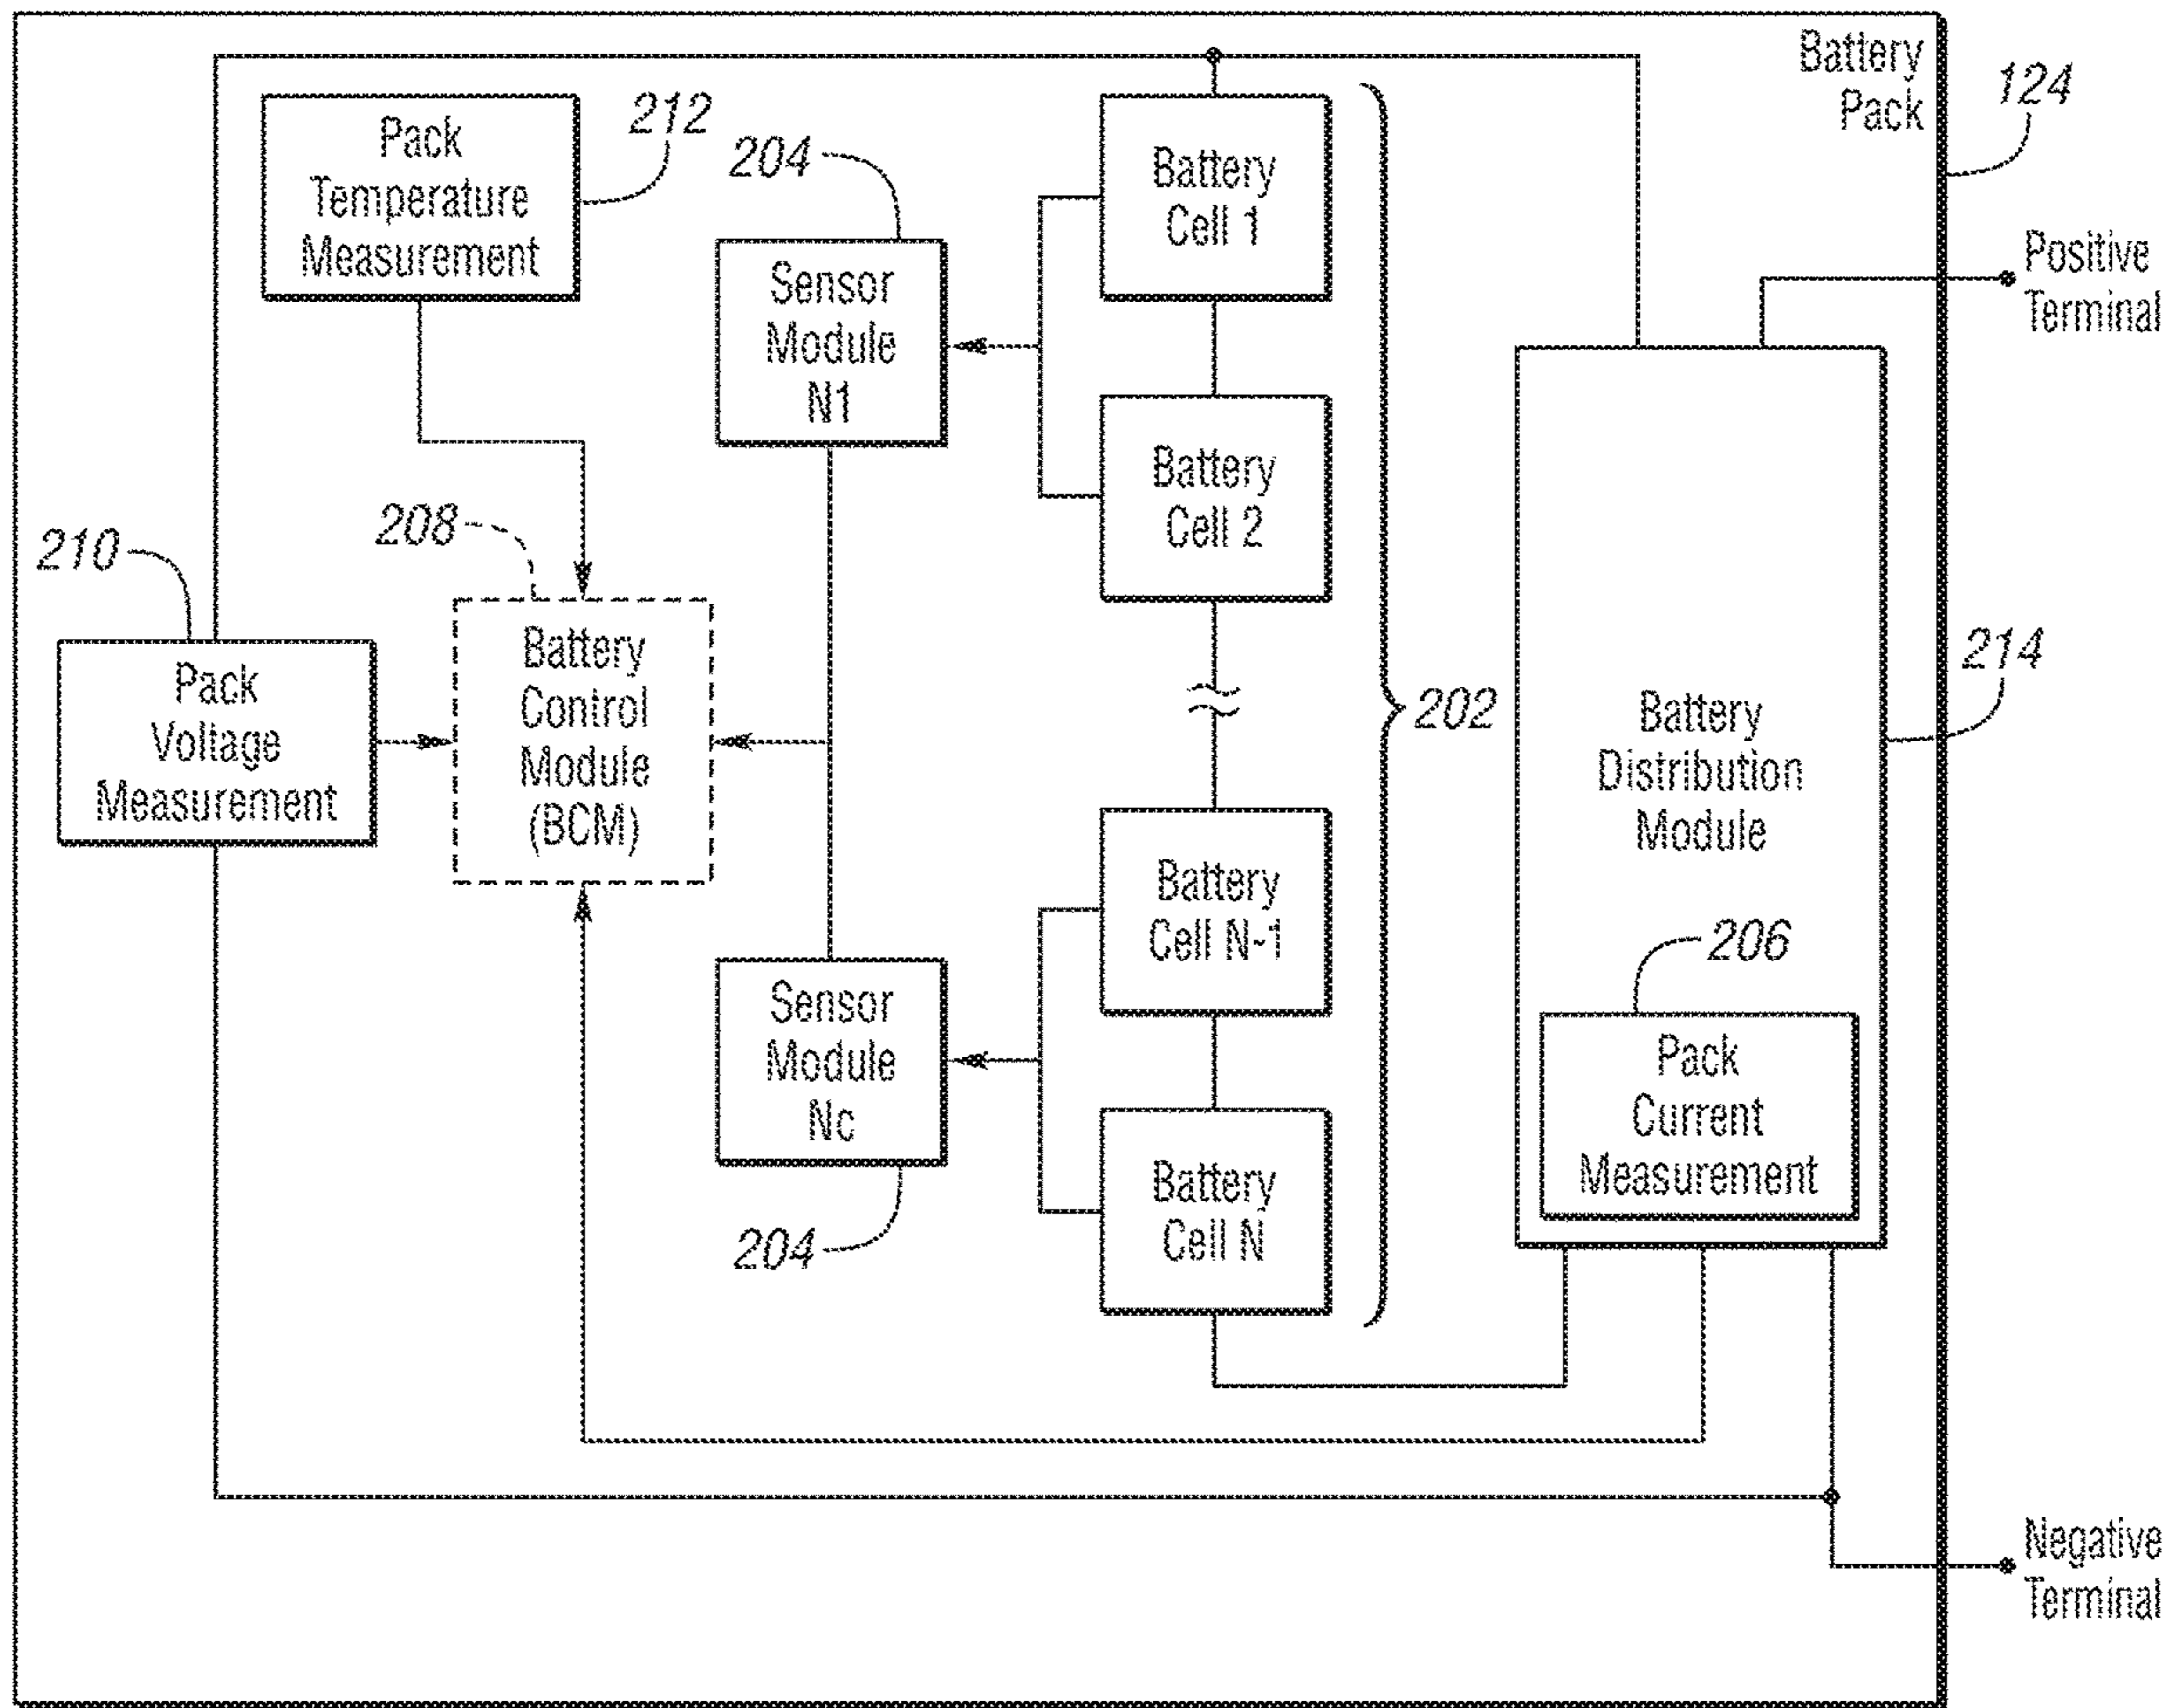 Battery
Pack
124
Pack
Temperature
Measurement
212
204
Battery
Cell 1
Positive
Terminal
Sensor
Module
N1
Battery
Cell 2
208
210
Battery
Control
Module
(BCM)
Pack
Voltage
Measurement
202
214
Battery
Distribution
Module
Battery
Cell N-1
206
Sensor
Module
Nc
Pack
Current
Measurement
Battery
Cell N
204
Negative
Terminal